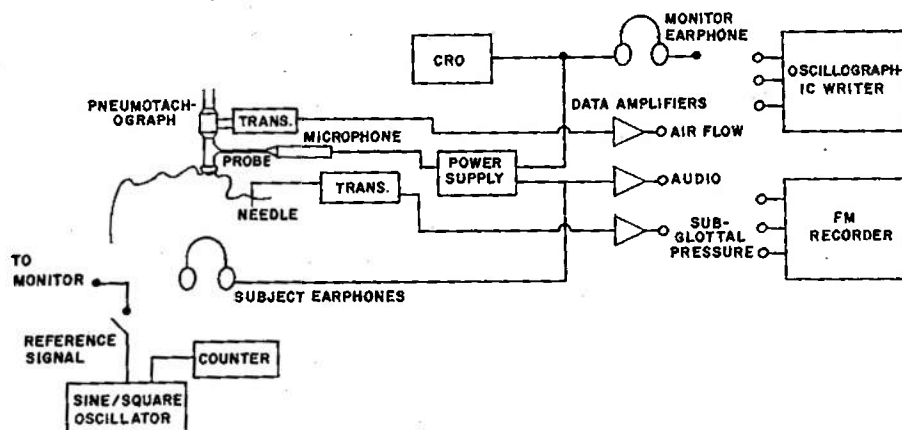 MONITOR
EARPHONE
CRO
OSCILLOGRAPH-
IC WRITER
PNEUMOTACH-
OGRAPH
TRANS.
DATA AMPLIFIERS
MICROPHONE
AIR FLOW
PROBE
POWER
SUPPLY
AUDIO
TRANS.
NEEDLE
SUB-
GLOTTAL
PRESSURE
FM
RECORDER
TO
MONITOR
SUBJECT EARPHONES
REFERENCE
SIGNAL
COUNTER
SINE/SQUARE
OSCILLATOR